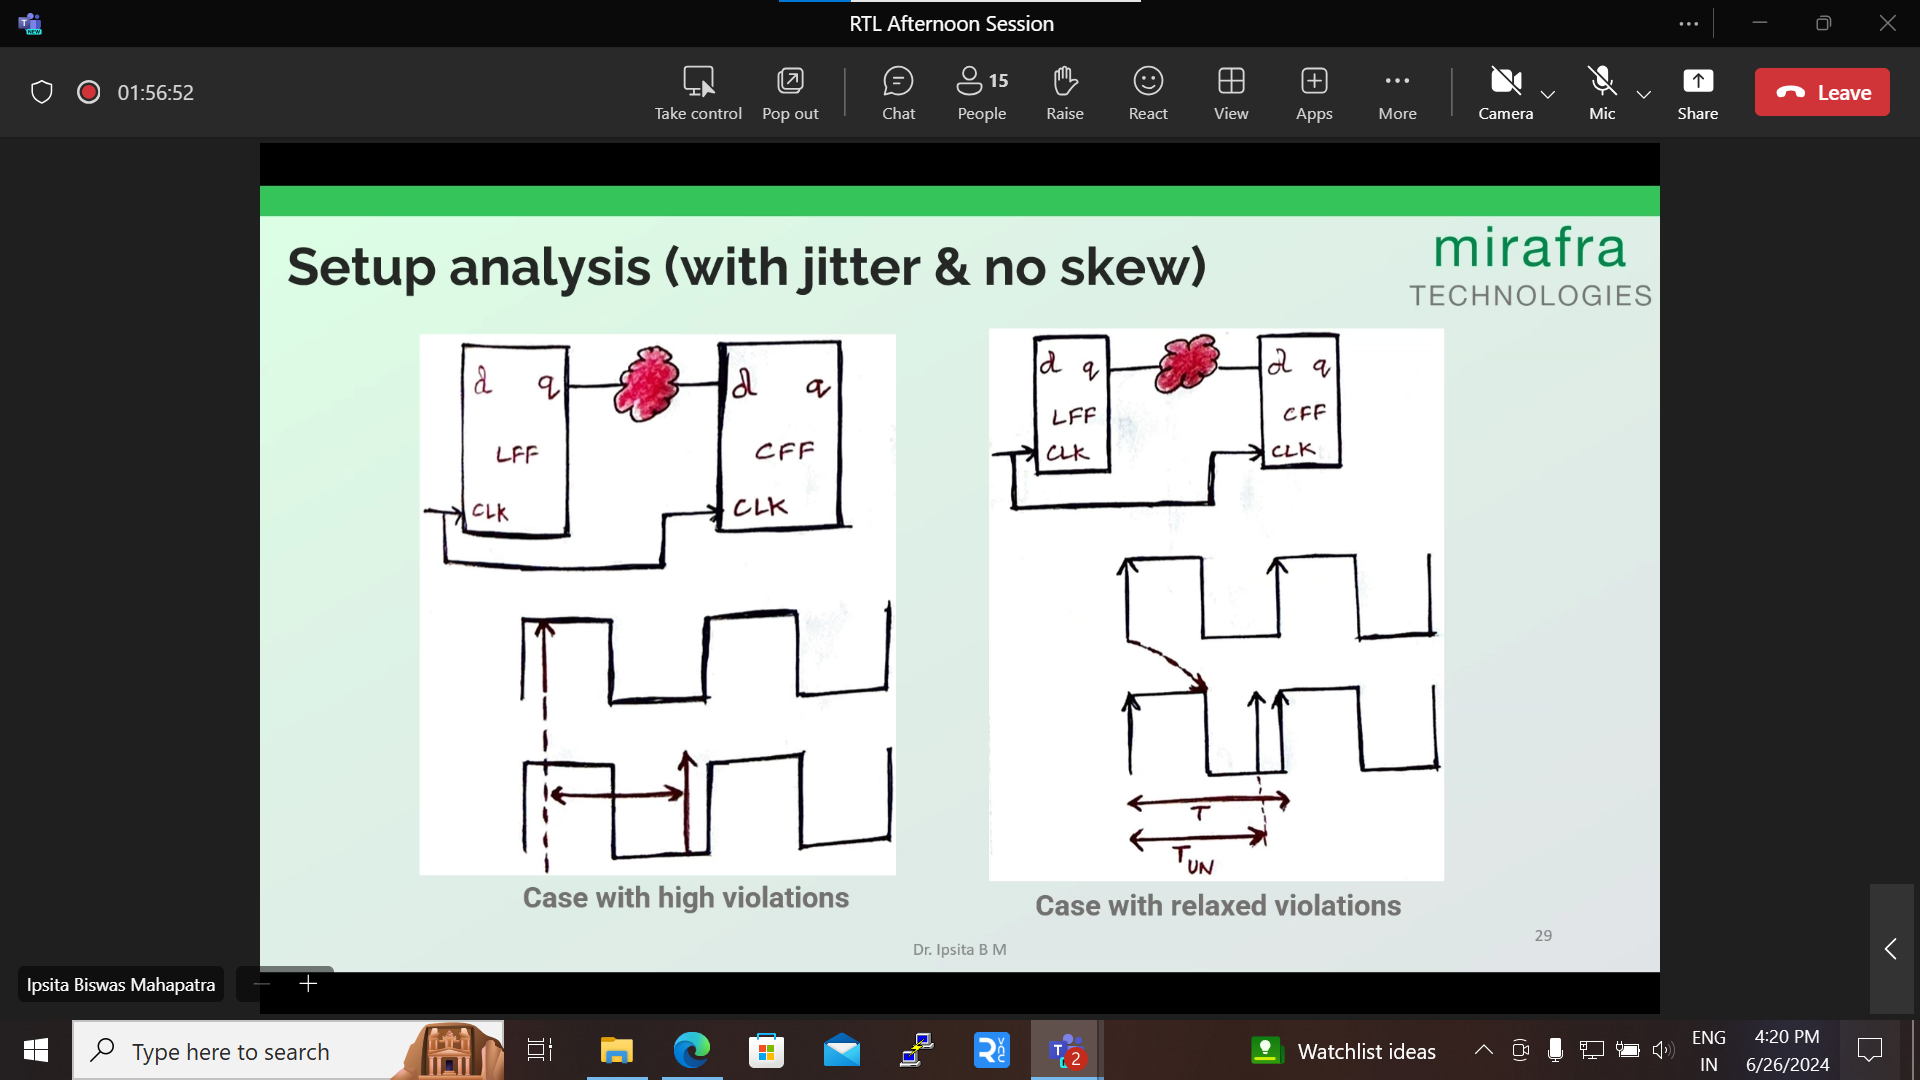 RTL Afternoon Session
01:56:52
Take control
Pop out
Chat
15
People
Raise
React
View
Apps
More
Camera
Mic
Share
Leave
Setup analysis (with jitter & no skew)
mirafra
TECHNOLOGIES
d q
d q
LFF
CFF
CLK
CLK
d q
d q
LFF
CFF
CLK
CLK
T
TUN
Case with high violations
Case with relaxed violations
29
Dr. Ipsita B M
Ipsita Biswas Mahapatra
Type here to search
2
Watchlist ideas
ENG
IN
4:20 PM
6/26/2024